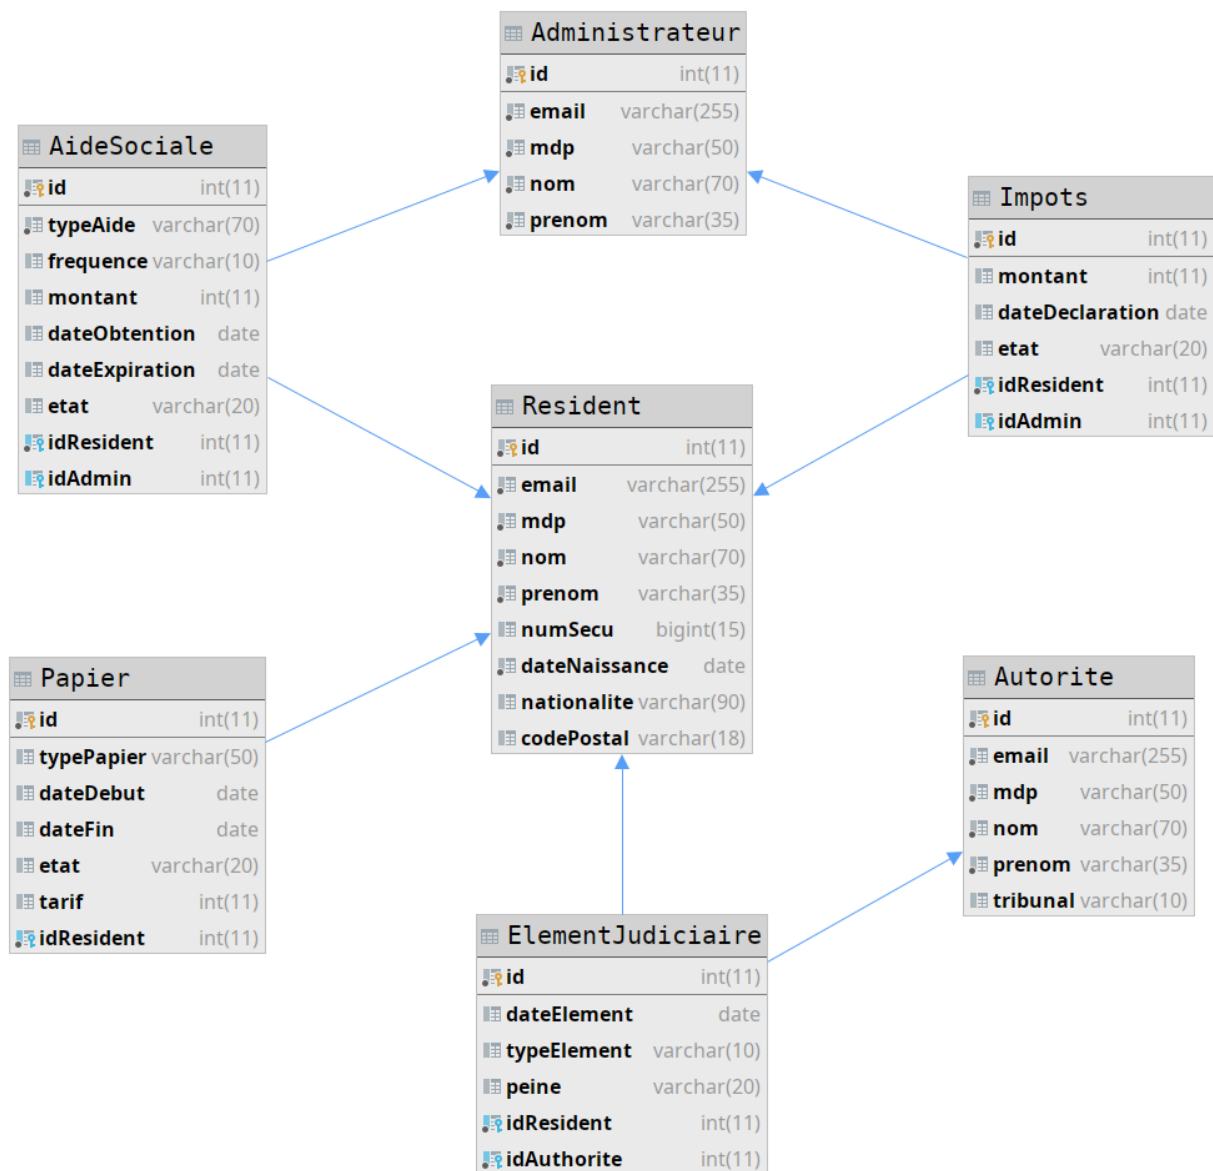 Administrateur
id int(11)
email varchar(255)
mdp varchar(50)
nom varchar(70)
prenom varchar(35)
AideSociale
id int(11)
typeAide varchar(70)
frequence varchar(10)
montant int(11)
dateObtention date
dateExpiration date
etat varchar(20)
idResident int(11)
idAdmin int(11)
Impots
id int(11)
montant int(11)
dateDeclaration date
etat varchar(20)
idResident int(11)
idAdmin int(11)
Resident
id int(11)
email varchar(255)
mdp varchar(50)
nom varchar(70)
prenom varchar(35)
numSecu bigint(15)
dateNaissance date
nationalite varchar(90)
codePostal varchar(18)
Papier
id int(11)
typePapier varchar(50)
dateDebut date
dateFin date
etat varchar(20)
tarif int(11)
idResident int(11)
Autorite
id int(11)
email varchar(255)
mdp varchar(50)
nom varchar(70)
prenom varchar(35)
tribunal varchar(10)
ElementJudiciaire
id int(11)
dateElement date
typeElement varchar(10)
peine varchar(20)
idResident int(11)
idAuthorite int(11)